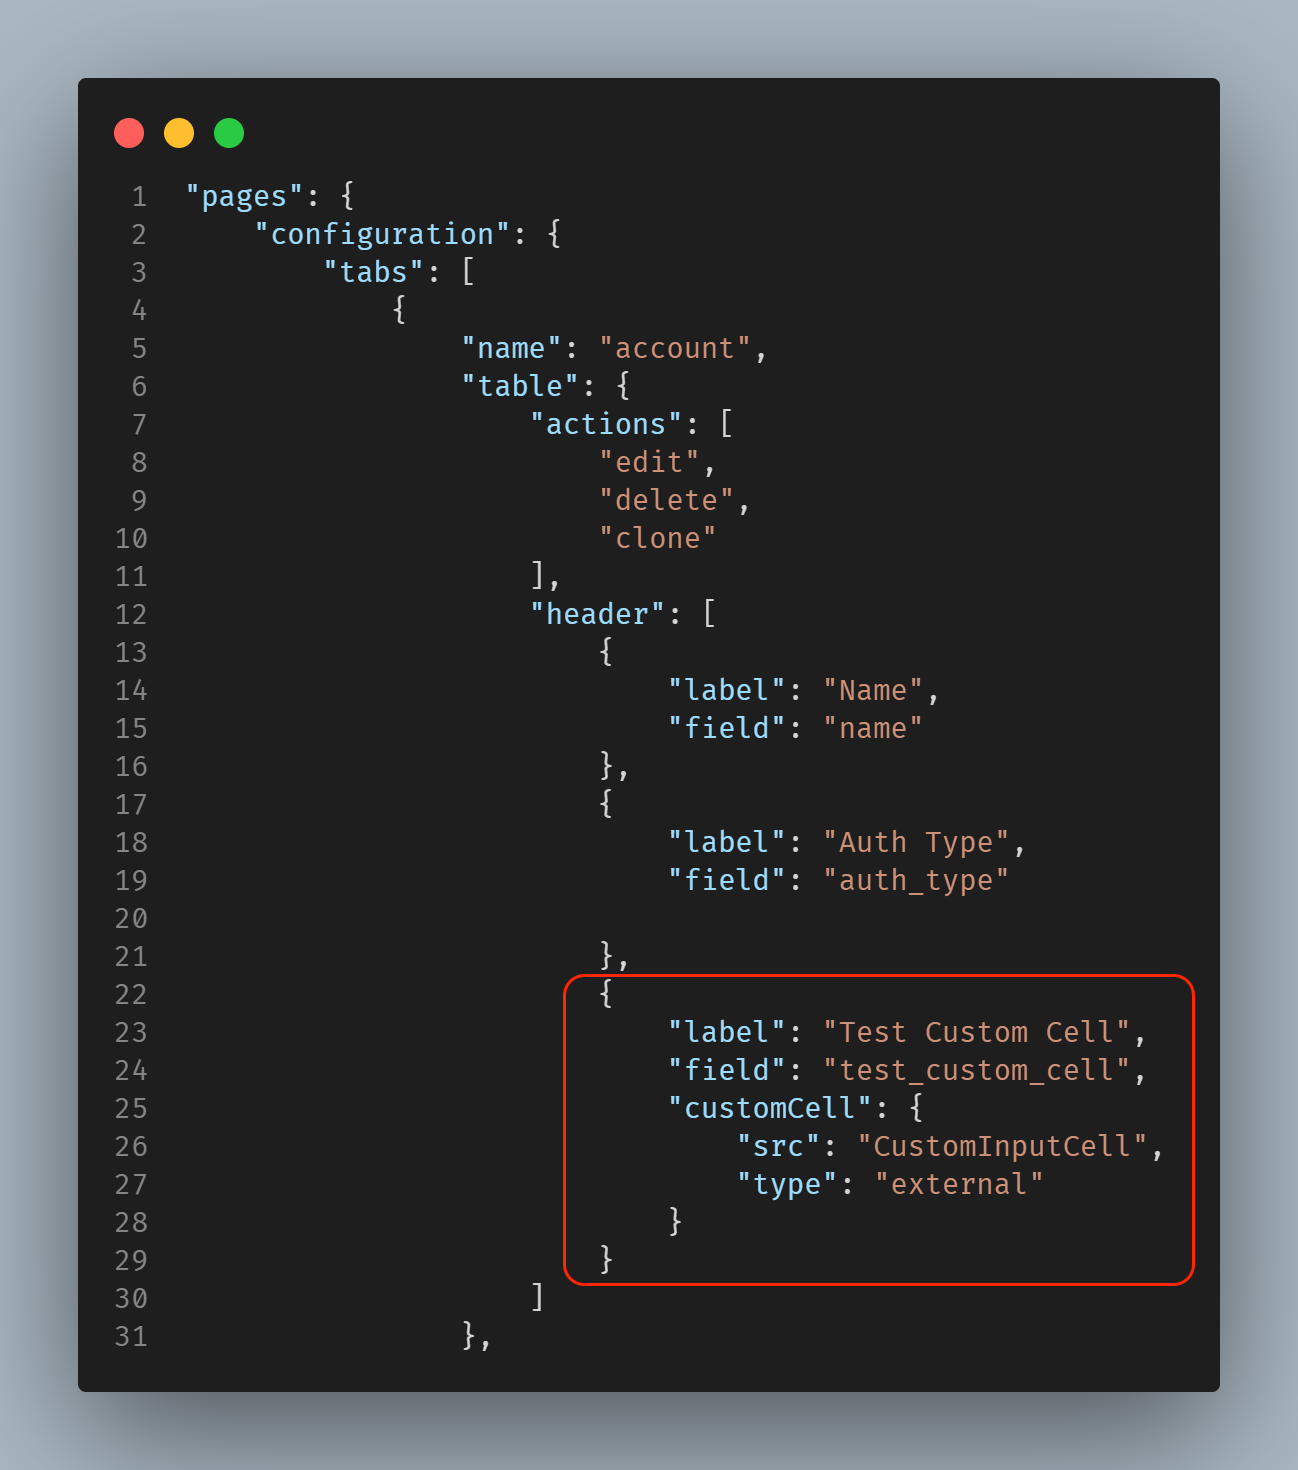 1 "pages": {
2     "configuration": {
3         "tabs": [
4             {
5                 "name": "account",
6                 "table": {
7                     "actions": [
8                         "edit",
9                         "delete",
10                         "clone"
11                     ],
12                     "header": [
13                         {
14                             "label": "Name",
15                             "field": "name"
16                         },
17                         {
18                             "label": "Auth Type",
19                             "field": "auth_type"
20
21                         },
22                         {
23                             "label": "Test Custom Cell",
24                             "field": "test_custom_cell",
25                             "customCell": {
26                                 "src": "CustomInputCell",
27                                 "type": "external"
28                             }
29                         }
30                     ]
31                 },